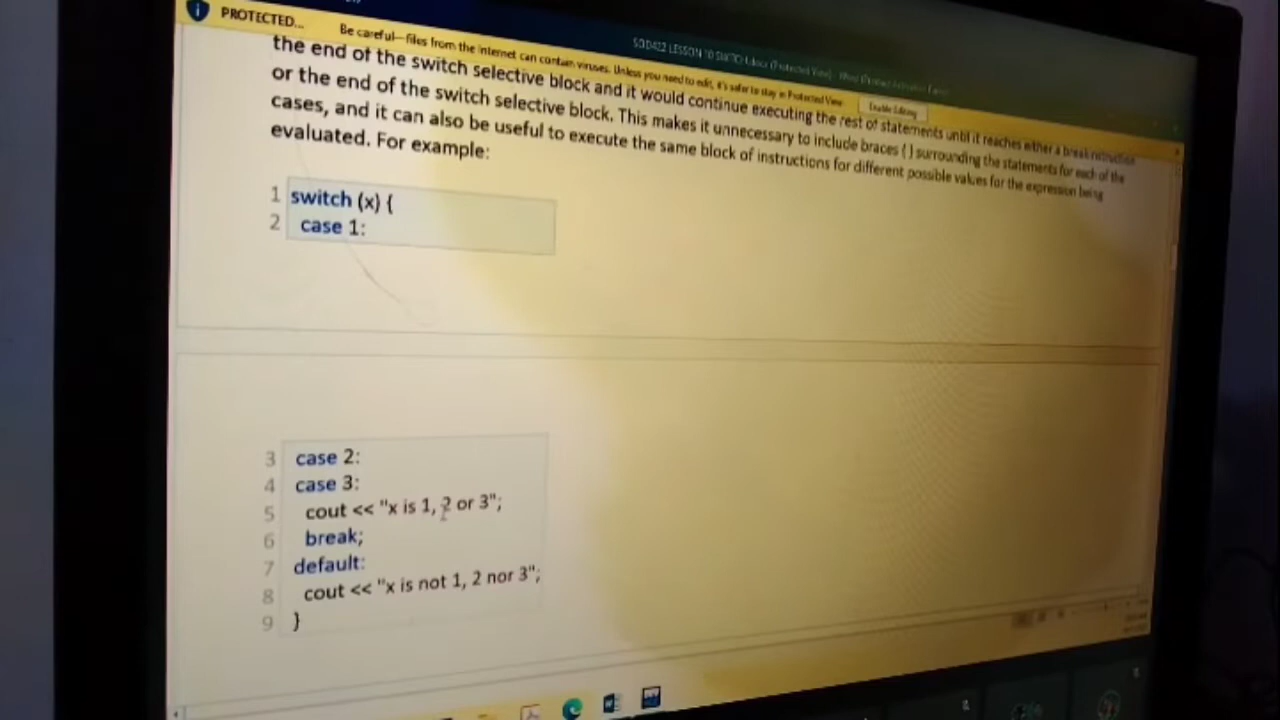 PROTECTED... Be careful—files from the Internet can contain viruses. Unless you need to edit, it's safer to stay in Protected View. Enable Editing
the end of the switch selective block and it would continue executing the rest of statements until it reaches either a break instruction
or the end of the switch selective block. This makes it unnecessary to include braces { } surrounding the statements for each of the
cases, and it can also be useful to execute the same block of instructions for different possible values for the expression being
evaluated. For example:
1 switch (x) {
2 case 1:
3 case 2:
4 case 3:
5 cout << "x is 1, 2 or 3";
6 break;
7 default:
8 cout << "x is not 1, 2 nor 3";
9 }